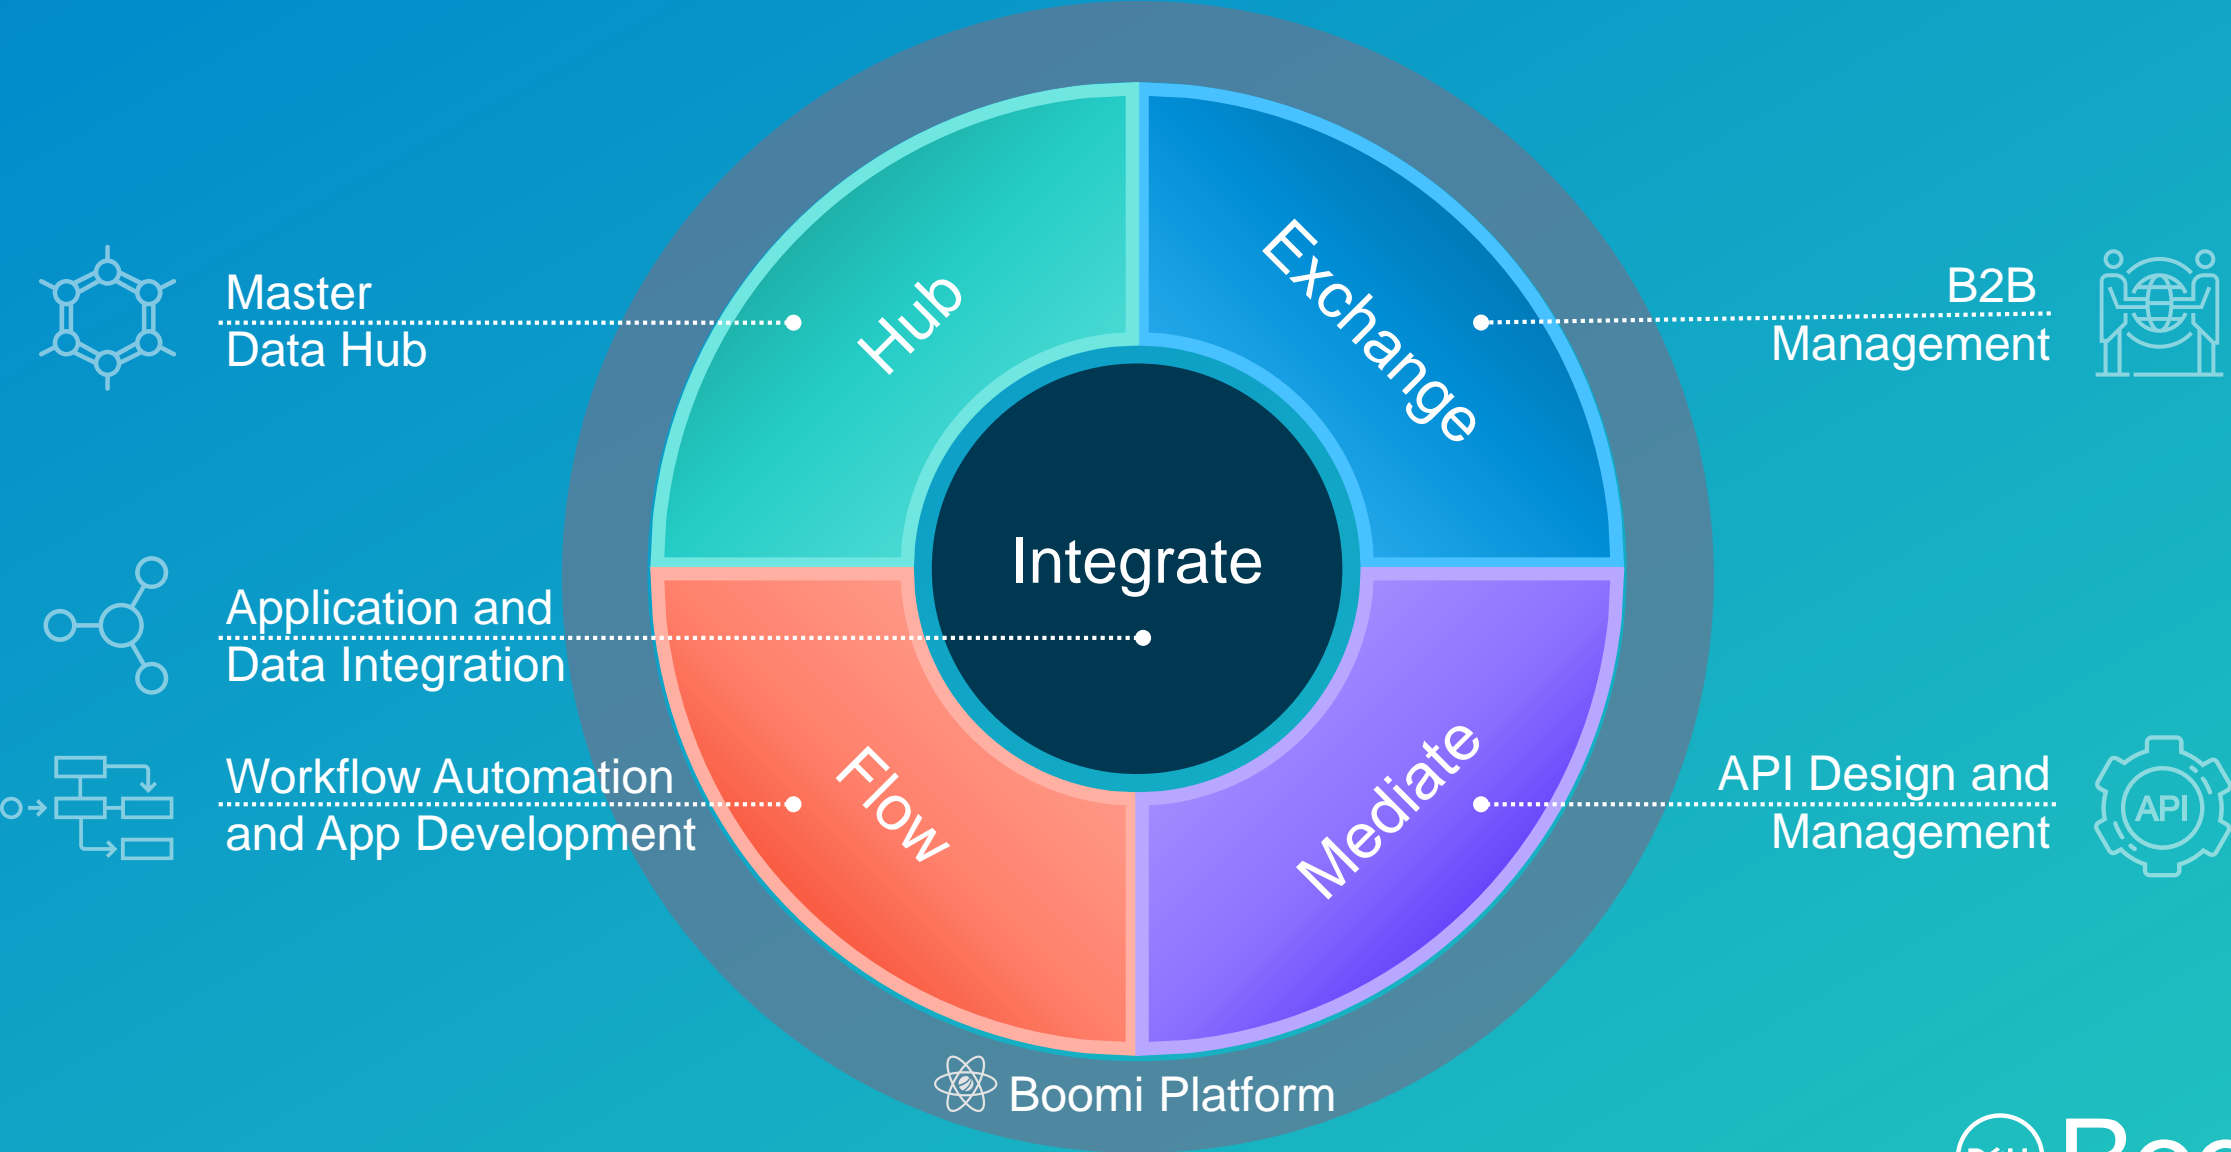 Hub
Exchange
Integrate
Flow
Mediate
Master
Data Hub
Application and
Data Integration
Workflow Automation
and App Development
B2B
Management
API Design and
Management
API
Boomi Platform